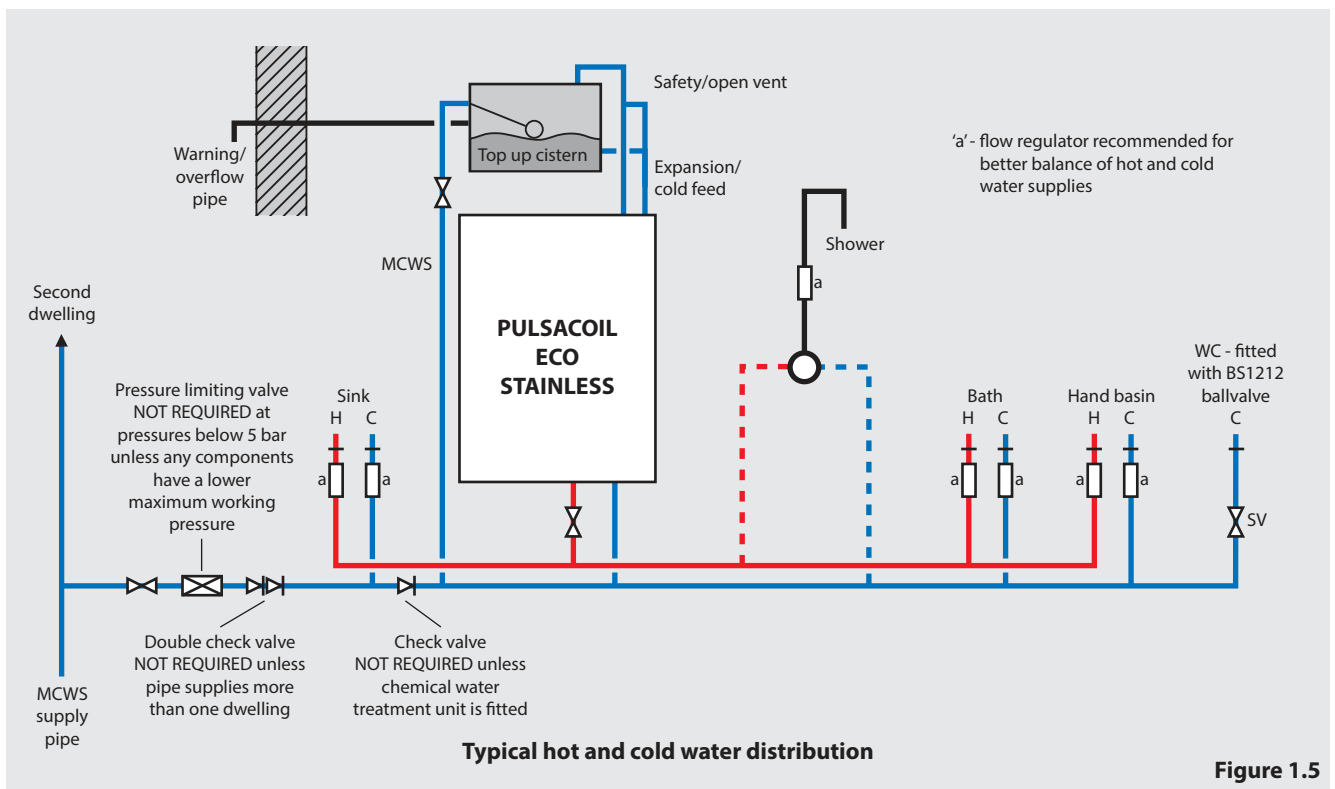 Safety/open vent
'a' - flow regulator recommended for
better balance of hot and cold
water supplies
Warning/
overflow
pipe
Top up cistern
Expansion/
cold feed
MCWS
Shower
a
Second
dwelling
PULSACOIL
ECO
STAINLESS
Pressure limiting valve
NOT REQUIRED at
pressures below 5 bar
unless any components
have a lower
maximum working
pressure
Sink
H C
a a
Bath
H C
a a
Hand basin
H C
a a
WC - fitted
with BS1212
ballvalve
C
SV
Double check valve
NOT REQUIRED unless
pipe supplies more
than one dwelling
Check valve
NOT REQUIRED unless
chemical water
treatment unit is fitted
MCWS
supply
pipe
Typical hot and cold water distribution
Figure 1.5